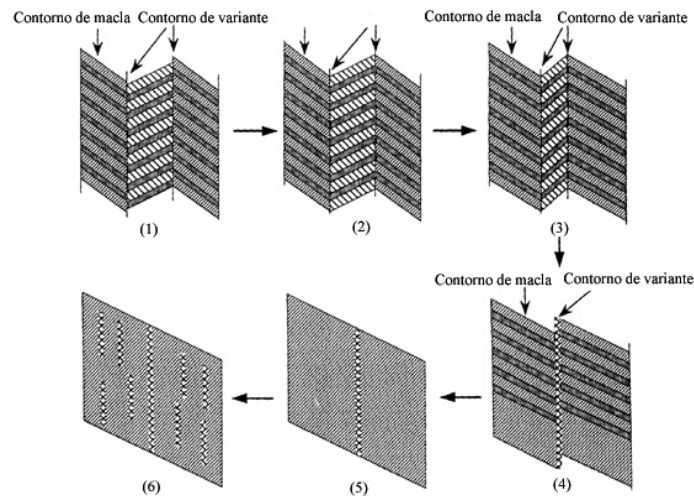 Contorno de macla Contorno de variante
Contorno de macla Contorno de variante
(1)
(2)
(3)
Contorno de macla Contorno de variante
(6)
(5)
(4)